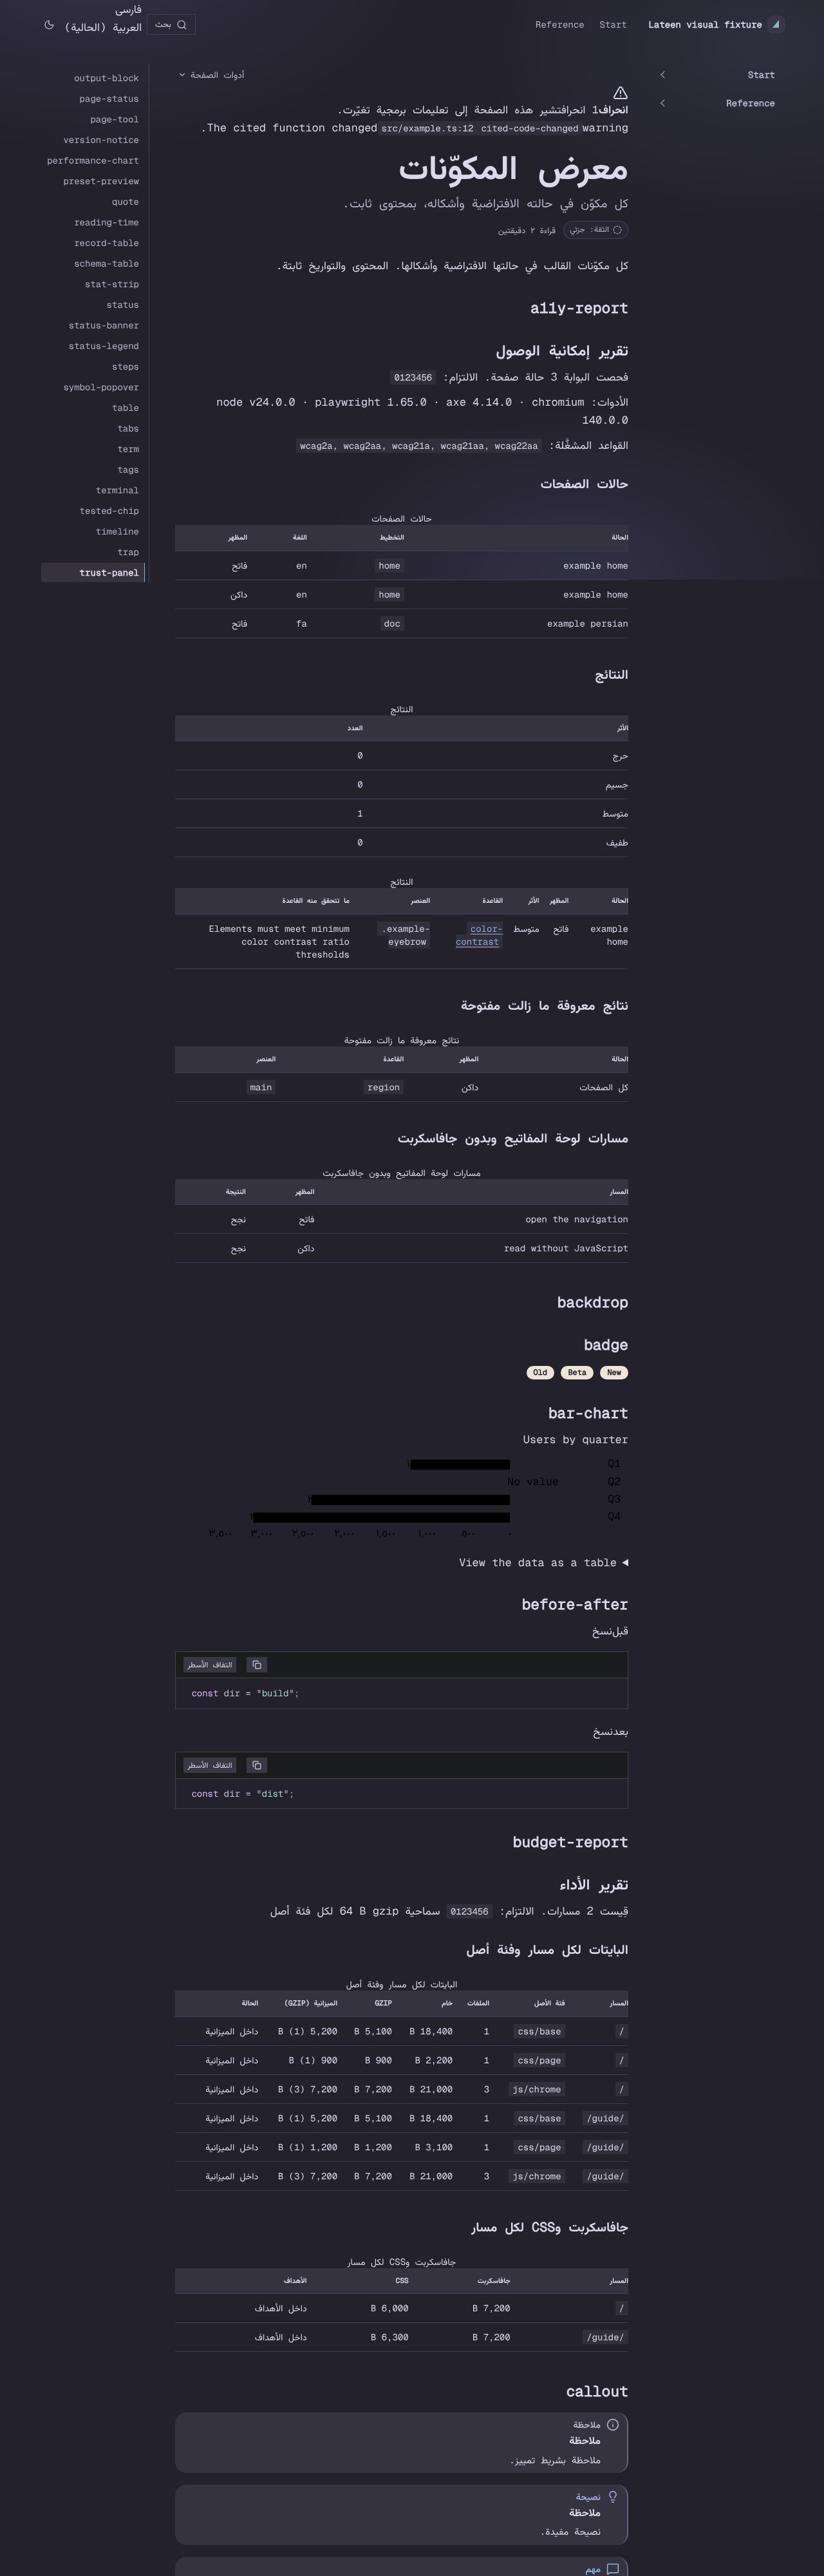 Lateen visual fixture
Start
Reference
بحث
فارسی
العربية (الحالية)
Start
Reference
أدوات الصفحة
انحراف1 انحرافتشير هذه الصفحة إلى تعليمات برمجية تغيّرت.
warning cited-code-changed src/example.ts:12 The cited function changed.
معرض المكوّنات
كل مكوّن في حالته الافتراضية وأشكاله، بمحتوى ثابت.
الثقة: جزئي
قراءة ٢ دقيقتين
كل مكوّنات القالب في حالتها الافتراضية وأشكالها. المحتوى والتواريخ ثابتة.
a11y-report
تقرير إمكانية الوصول
فحصت البوابة 3 حالة صفحة. الالتزام: 0123456
الأدوات: node v24.0.0 · playwright 1.65.0 · axe 4.14.0 · chromium
140.0.0
القواعد المشغَّلة: wcag2a, wcag2aa, wcag21a, wcag21aa, wcag22aa
حالات الصفحات
حالات الصفحات
الحالة التخطيط اللغة المظهر
example home home en فاتح
example home home en داكن
example persian doc fa فاتح
النتائج
النتائج
الأثر العدد
حرج 0
جسيم 0
متوسط 1
طفيف 0
النتائج
الحالة المظهر الأثر القاعدة العنصر ما تتحقق منه القاعدة
example home فاتح متوسط color-contrast .example-eyebrow Elements must meet minimum color contrast ratio thresholds
نتائج معروفة ما زالت مفتوحة
نتائج معروفة ما زالت مفتوحة
الحالة المظهر القاعدة العنصر
كل الصفحات داكن region main
مسارات لوحة المفاتيح وبدون جافاسكربت
مسارات لوحة المفاتيح وبدون جافاسكربت
المسار المظهر النتيجة
open the navigation فاتح نجح
read without JavaScript داكن نجح
backdrop
badge
New Beta Old
bar-chart
Users by quarter
Q1
Q2 No value
Q3
Q4
٠ ٥٠٠ ١٬٠٠٠ ١٬٥٠٠ ٢٬٠٠٠ ٢٬٥٠٠ ٣٬٠٠٠ ٣٬٥٠٠
View the data as a table
before-after
قبلنسخ
التفاف الأسطر
const dir = "build";
بعدنسخ
التفاف الأسطر
const dir = "dist";
budget-report
تقرير الأداء
قِيست 2 مسارات. الالتزام: 0123456 سماحية 64 B gzip لكل فئة أصل
البايتات لكل مسار وفئة أصل
البايتات لكل مسار وفئة أصل
المسار فئة الأصل الملفات خام GZIP الميزانية (GZIP) الحالة
/ css/base 1 18,400 B 5,100 B 5,200 B (1) داخل الميزانية
/ css/page 1 2,200 B 900 B 900 B (1) داخل الميزانية
/ js/chrome 3 21,000 B 7,200 B 7,200 B (3) داخل الميزانية
/guide/ css/base 1 18,400 B 5,100 B 5,200 B (1) داخل الميزانية
/guide/ css/page 1 3,100 B 1,200 B 1,200 B (1) داخل الميزانية
/guide/ js/chrome 3 21,000 B 7,200 B 7,200 B (3) داخل الميزانية
جافاسكربت وCSS لكل مسار
جافاسكربت وCSS لكل مسار
المسار جافاسكربت CSS الأهداف
/ 7,200 B 6,000 B داخل الأهداف
/guide/ 7,200 B 6,300 B داخل الأهداف
callout
ملاحظة
ملاحظة
ملاحظة بشريط تمييز.
نصيحة
ملاحظة
نصيحة مفيدة.
مهم
output-block
page-status
page-tool
version-notice
performance-chart
preset-preview
quote
reading-time
record-table
schema-table
stat-strip
status
status-banner
status-legend
steps
symbol-popover
table
tabs
term
tags
terminal
tested-chip
timeline
trap
trust-panel